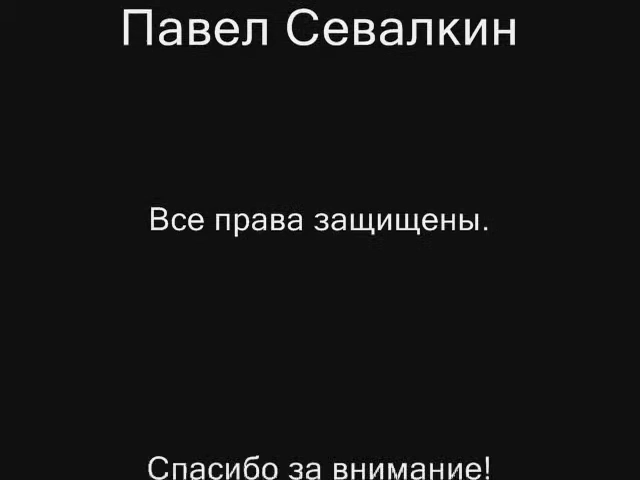 Павел Севалкин
Все права защищены.
Спасибо за внимание!